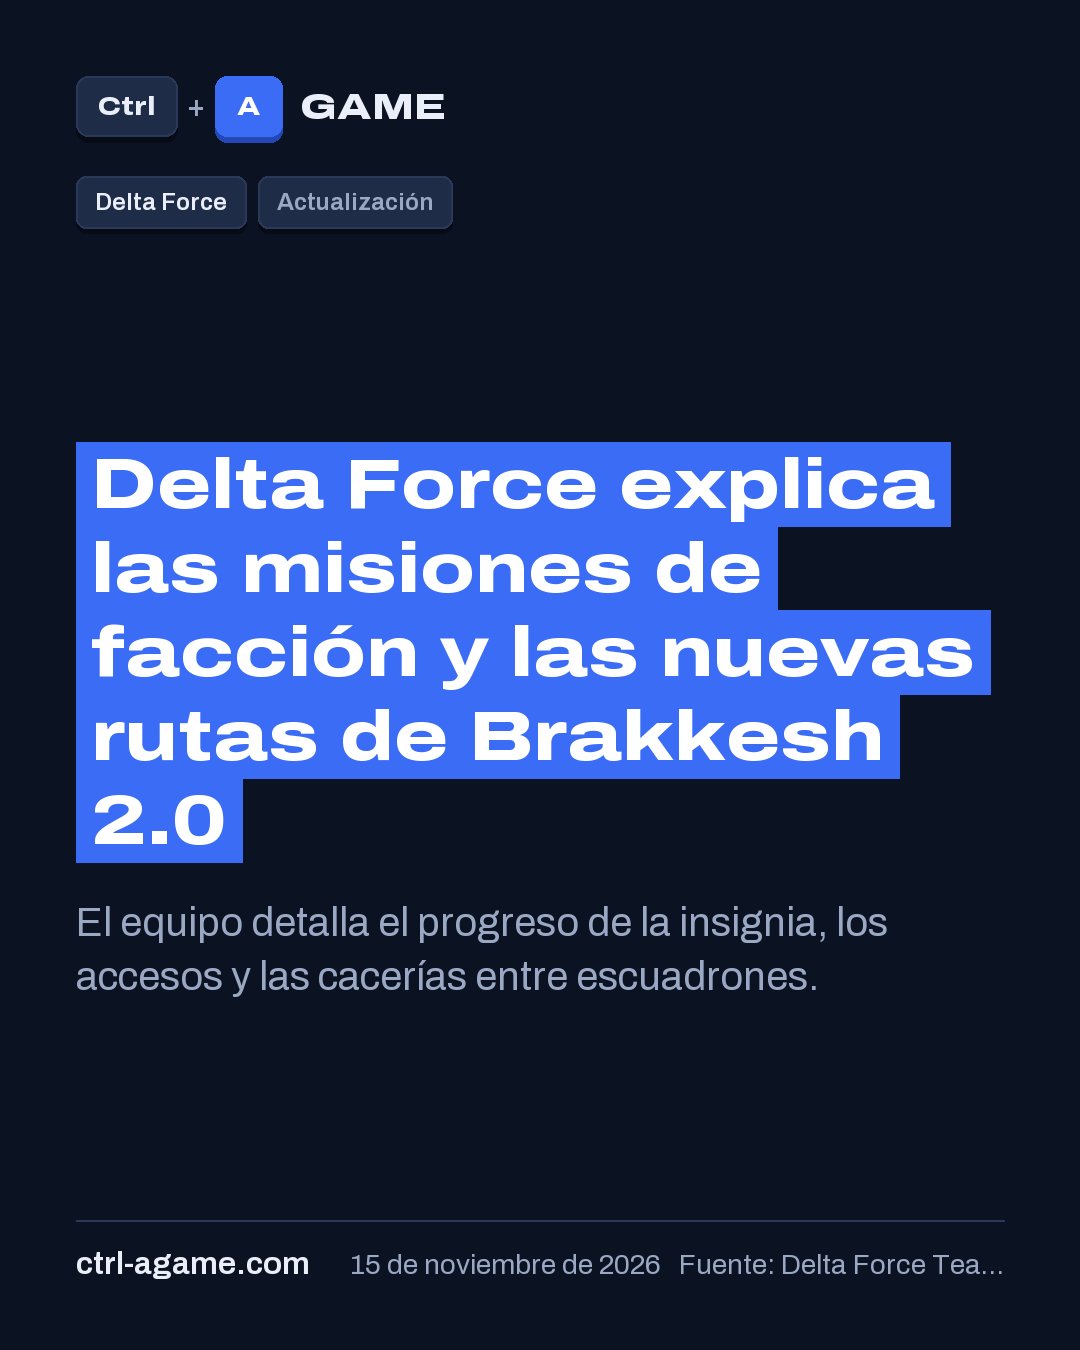 Ctrl + A GAME
Delta Force Actualización
Delta Force explica
las misiones de
facción y las nuevas
rutas de Brakkesh
2.0
El equipo detalla el progreso de la insignia, los
accesos y las cacerías entre escuadrones.
ctrl-agame.com 15 de noviembre de 2026 Fuente: Delta Force Tea...